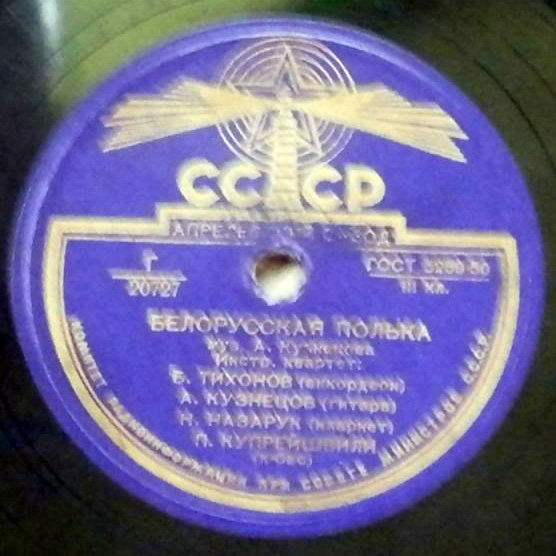 СССР
АПРЕЛЕВСКИЙ ЗАВОД
Г
20727
ГОСТ 5289-50
III Кл.
БЕЛОРУССКАЯ ПОЛЬКА
Муз. А. Кузнецова
Инстр. квартет:
Б. ТИХОНОВ (аккордеон)
А. КУЗНЕЦОВ (гитара)
Н. НАЗАРУК (кларнет)
П. КУПРЕЙШВИЛИ
(к-бас)
КОМИТЕТ РАДИОИНФОРМАЦИИ ПРИ СОВЕТЕ МИНИСТРОВ СССР